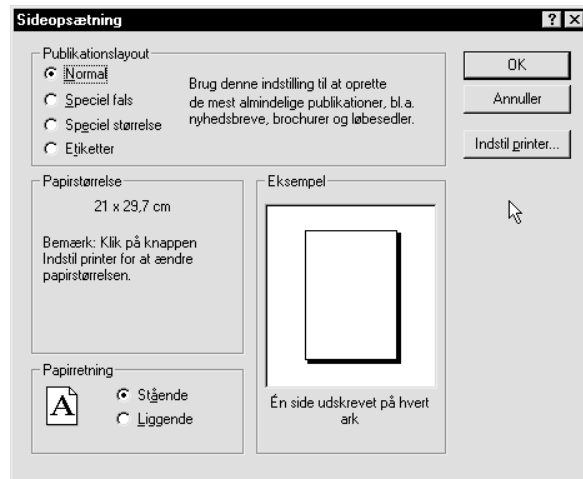 Sideopsætning
Publikationslayout
Normal
Speciel fals
Speciel størrelse
Etiketter
Brug denne indstilling til at oprette
de mest almindelige publikationer, bl.a.
nyhedsbreve, brochurer og løbesedler.
OK
Annuller
Indstil printer...
Papirstørrelse
21 x 29,7 cm
Bemærk: Klik på knappen
Indstil printer for at ændre
papirstørrelsen.
Eksempel
Én side udskrevet på hvert
ark
Papirretning
A
Stående
Liggende